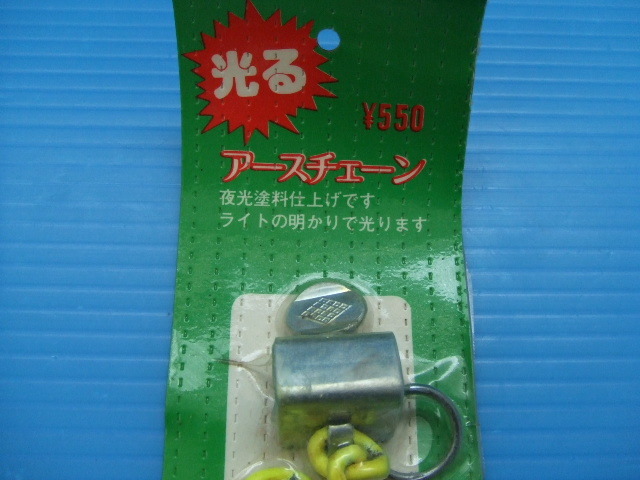 光る
¥550
アースチェーン
夜光塗料仕上げです
ライトの明かりで光ります